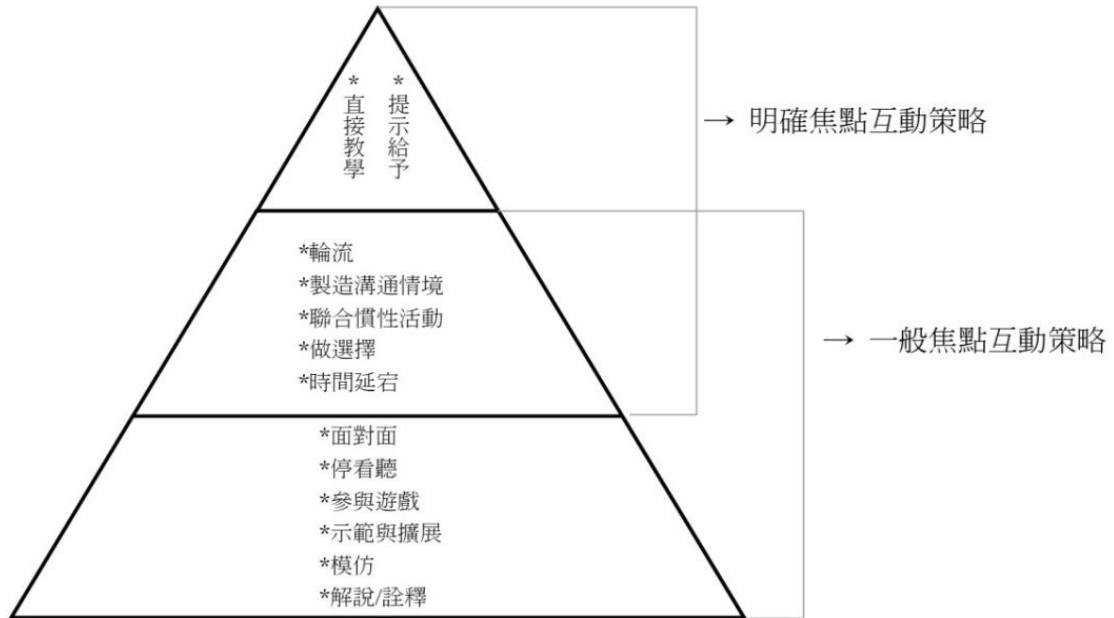 *直接教學
*提示給予
→ 明確焦點互動策略
*輪流
*製造溝通情境
*聯合慣性活動
*做選擇
*時間延宕
→ 一般焦點互動策略
*面對面
*停看聽
*參與遊戲
*示範與擴展
*模仿
*解說/詮釋